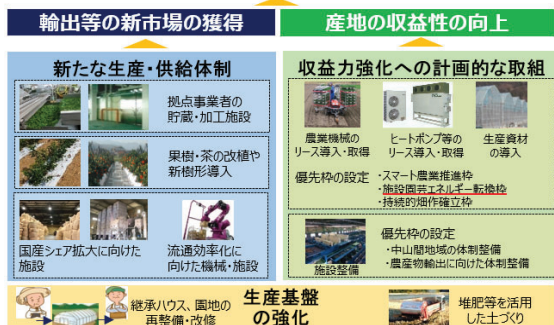 輸出等の新市場の獲得
新たな生産・供給体制
拠点事業者の
貯蔵・加工施設
果樹・茶の改植や
新樹形導入
国産シェア拡大に向けた
施設
流通効率化に
向けた機械・施設
産地の収益性の向上
収益力強化への計画的な取組
農業機械の
リース導入・取得
ヒートポンプ等の
リース導入・取得
生産資材
の導入
優先枠の設定 ・スマート農業推進枠
・施設園芸エネルギー転換枠
・持続的畑作確立枠
施設整備
優先枠の設定
・中山間地域の体制整備
・農産物輸出に向けた体制整備
継承ハウス、園地の
再整備・改修
生産基盤
の強化
堆肥等を活用
した土づくり